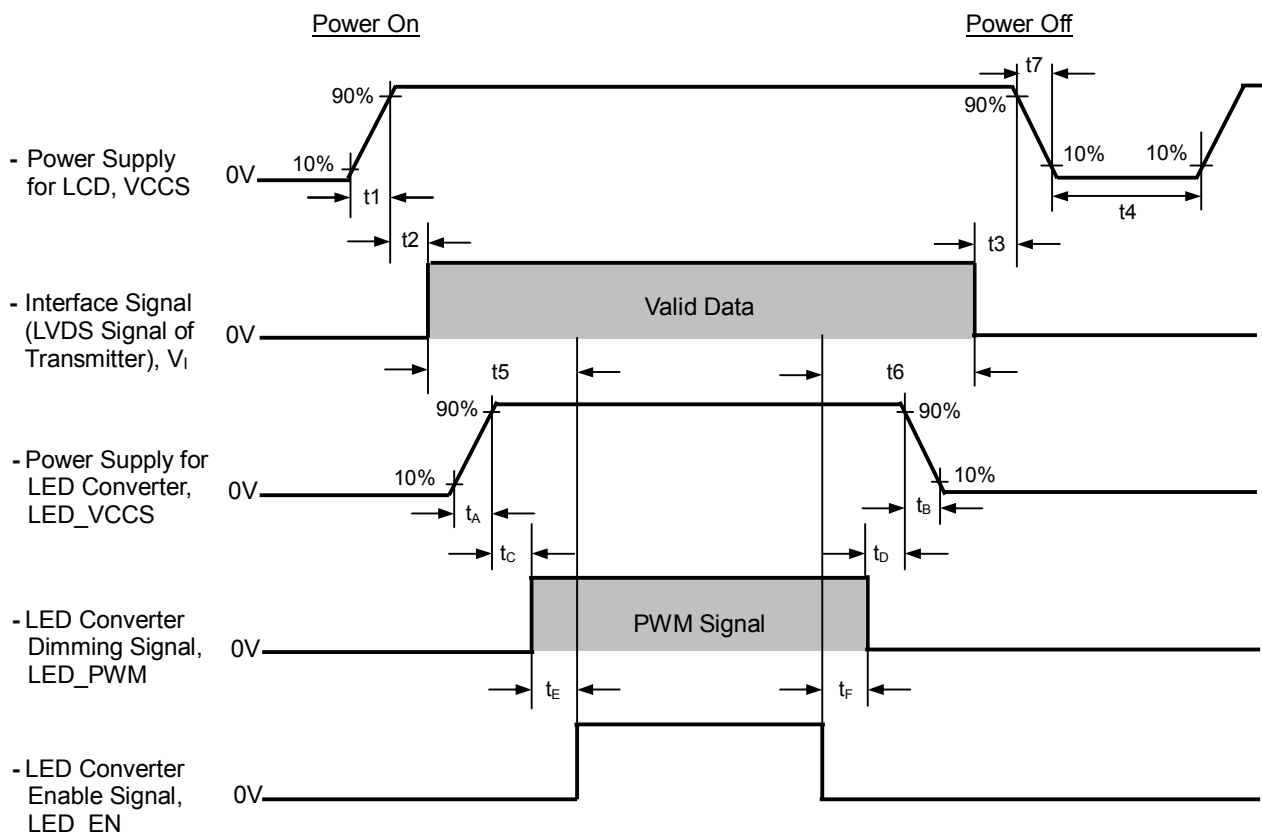 Power On
Power Off
t7
90%
90%
- Power Supply
for LCD, VCCS
0V
10%
10%
10%
t1
t4
t2
t3
- Interface Signal
(LVDS Signal of
Transmitter), VI
0V
Valid Data
t5
t6
90%
90%
- Power Supply for
LED Converter,
LED_VCCS
0V
10%
10%
tA
tB
tC
tD
- LED Converter
Dimming Signal,
LED_PWM
0V
PWM Signal
tE
tF
- LED Converter
Enable Signal,
LED_EN
0V